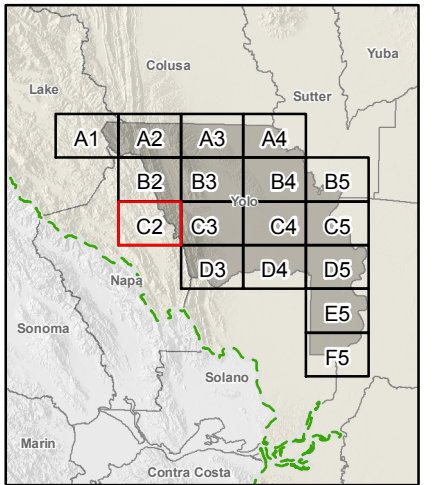 Yuba
Colusa
Lake
Sutter
A1 A2 A3 A4
B2 B3 B4 B5
Yolo
C2 C3 C4 C5
D3 D4 D5
Napa
E5
Sonoma
F5
Solano
Marin
Contra Costa